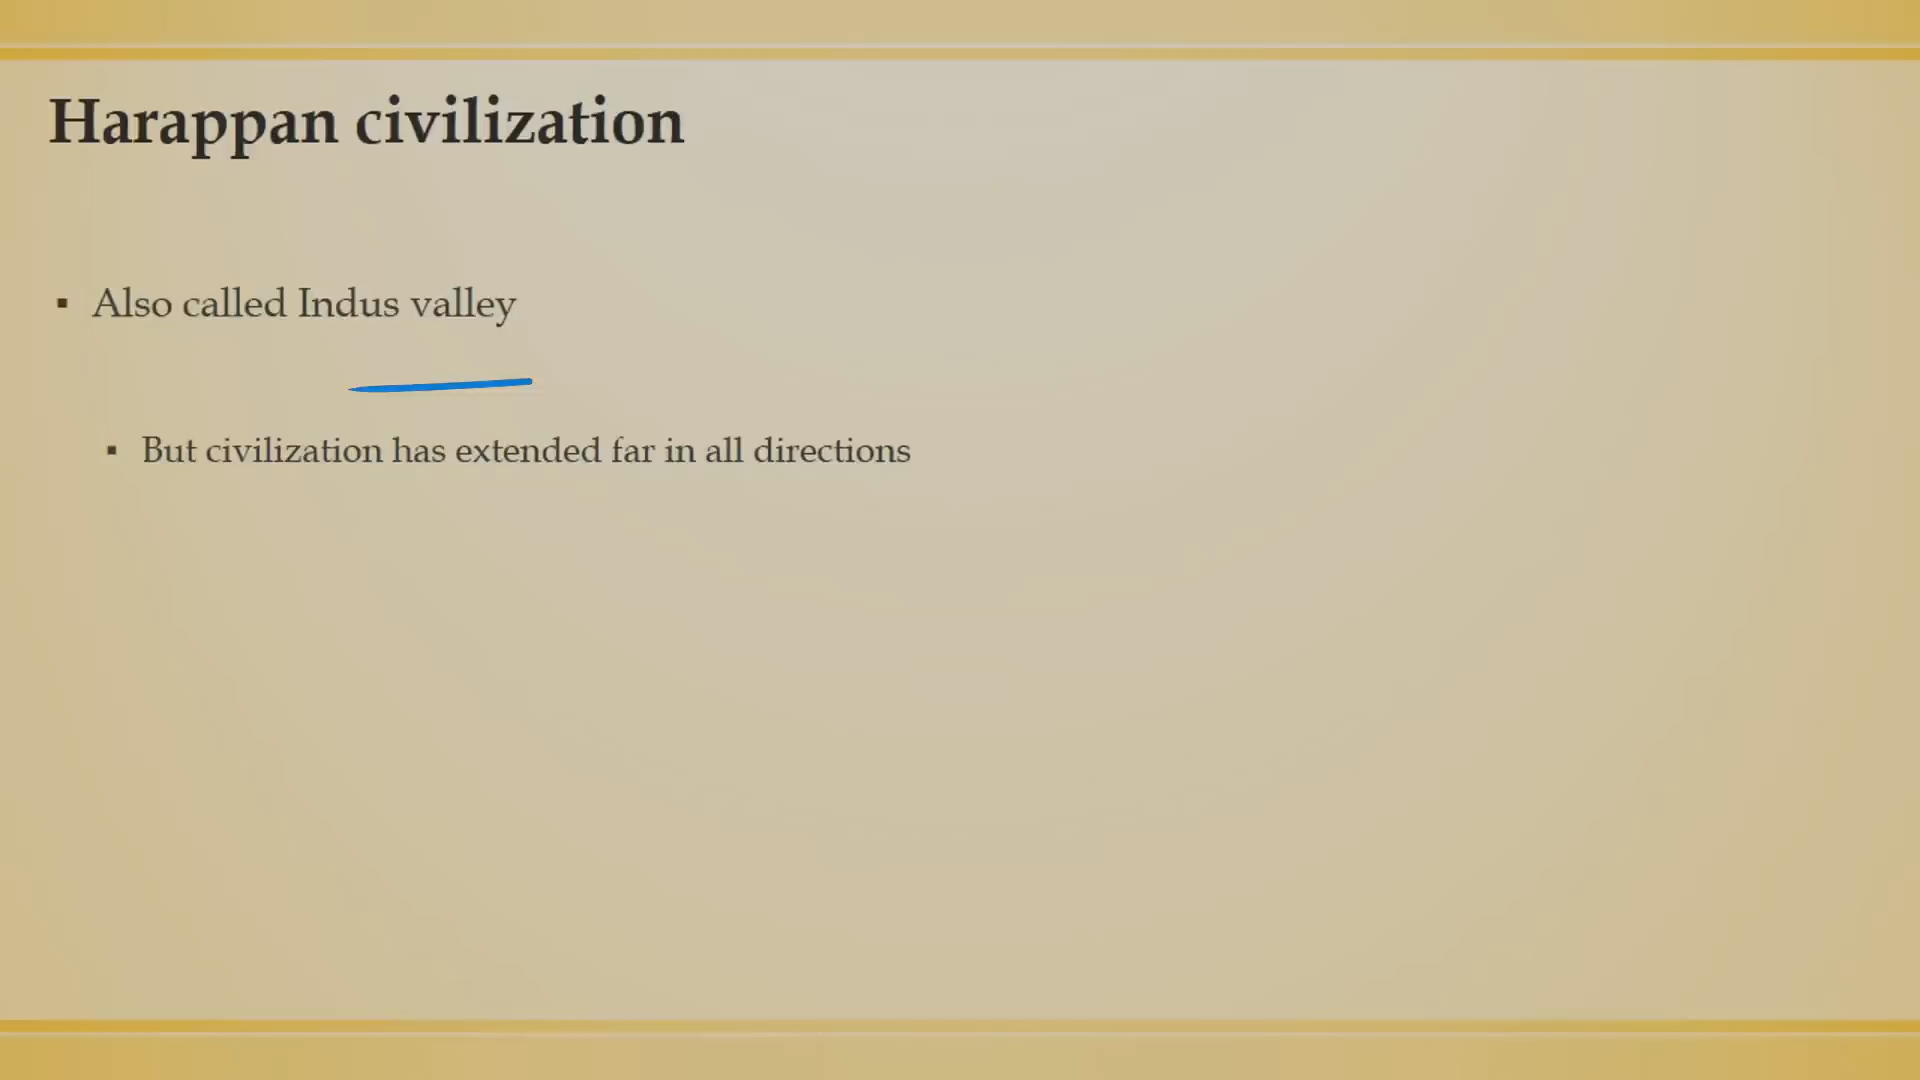 Harappan civilization
▪ Also called Indus valley
▪ But civilization has extended far in all directions